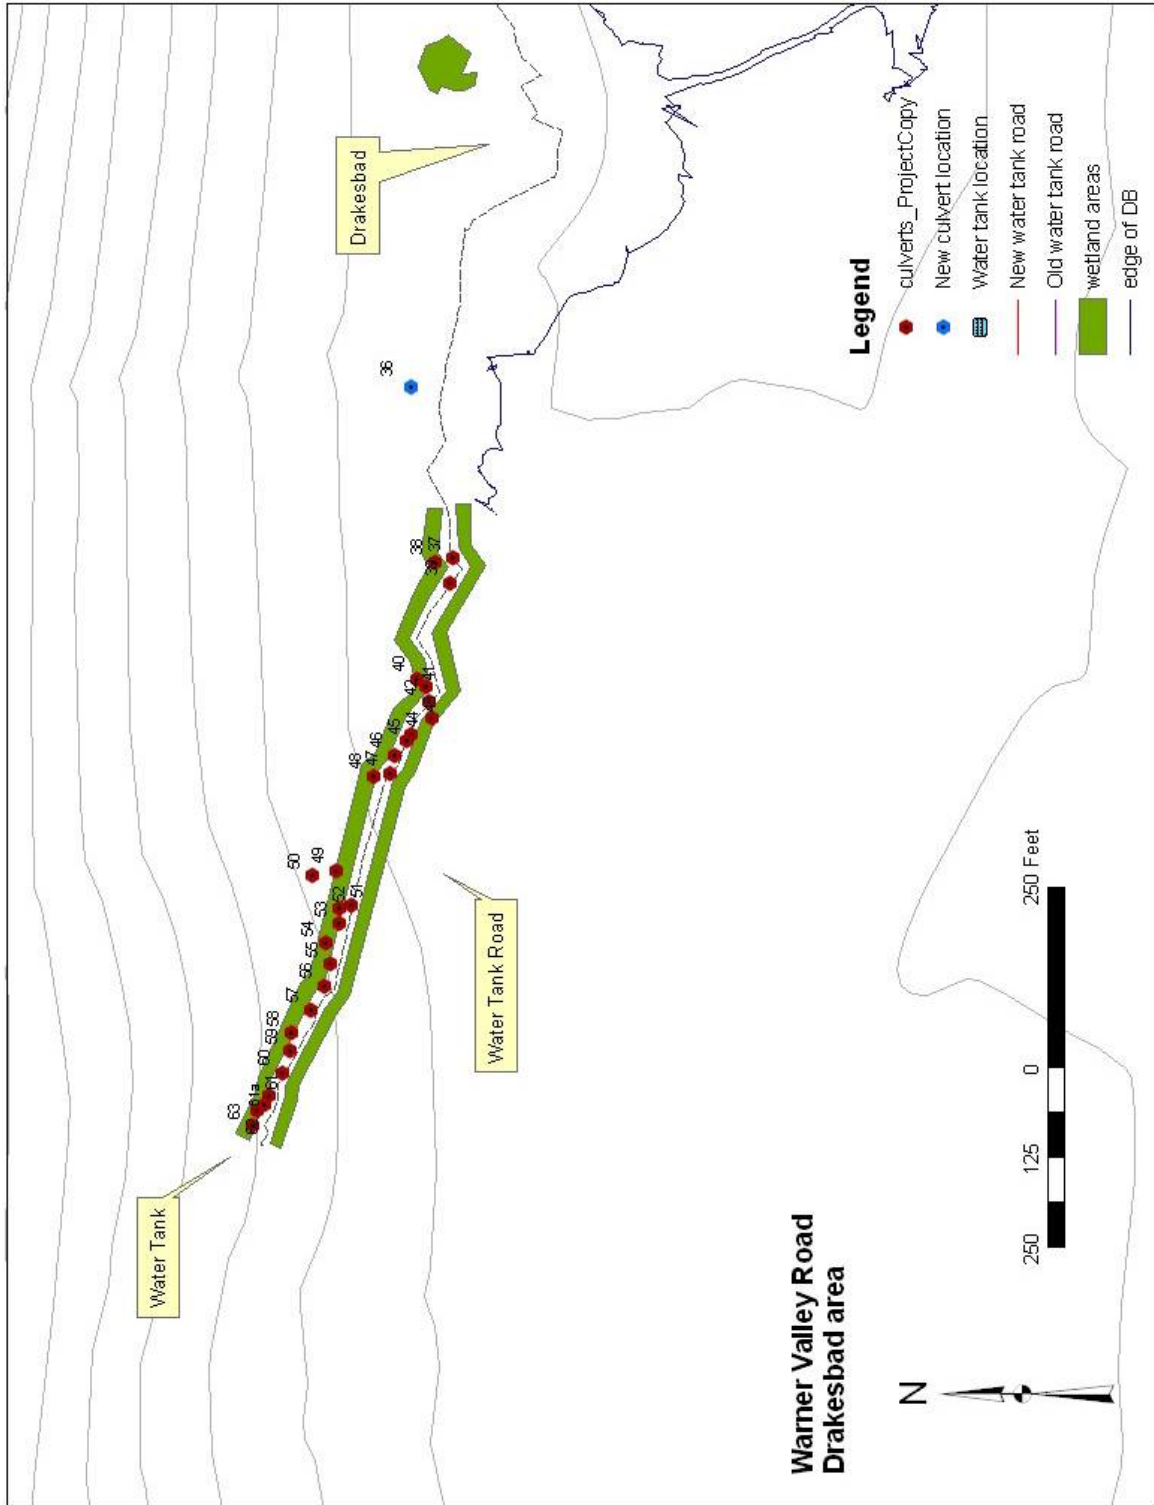 Water Tank
Water Tank Road
Drakesbad
63
61a
61
60
59
58
57
56
55
54
53
52
51
50
49
48
47
46
45
44
42
41
40
38
37
36
Warner Valley Road
Drakesbad area
N
250
125
0
250 Feet
Legend
culverts_ProjectCopy
New culvert location
Water tank location
New water tank road
Old water tank road
wetland areas
edge of DB